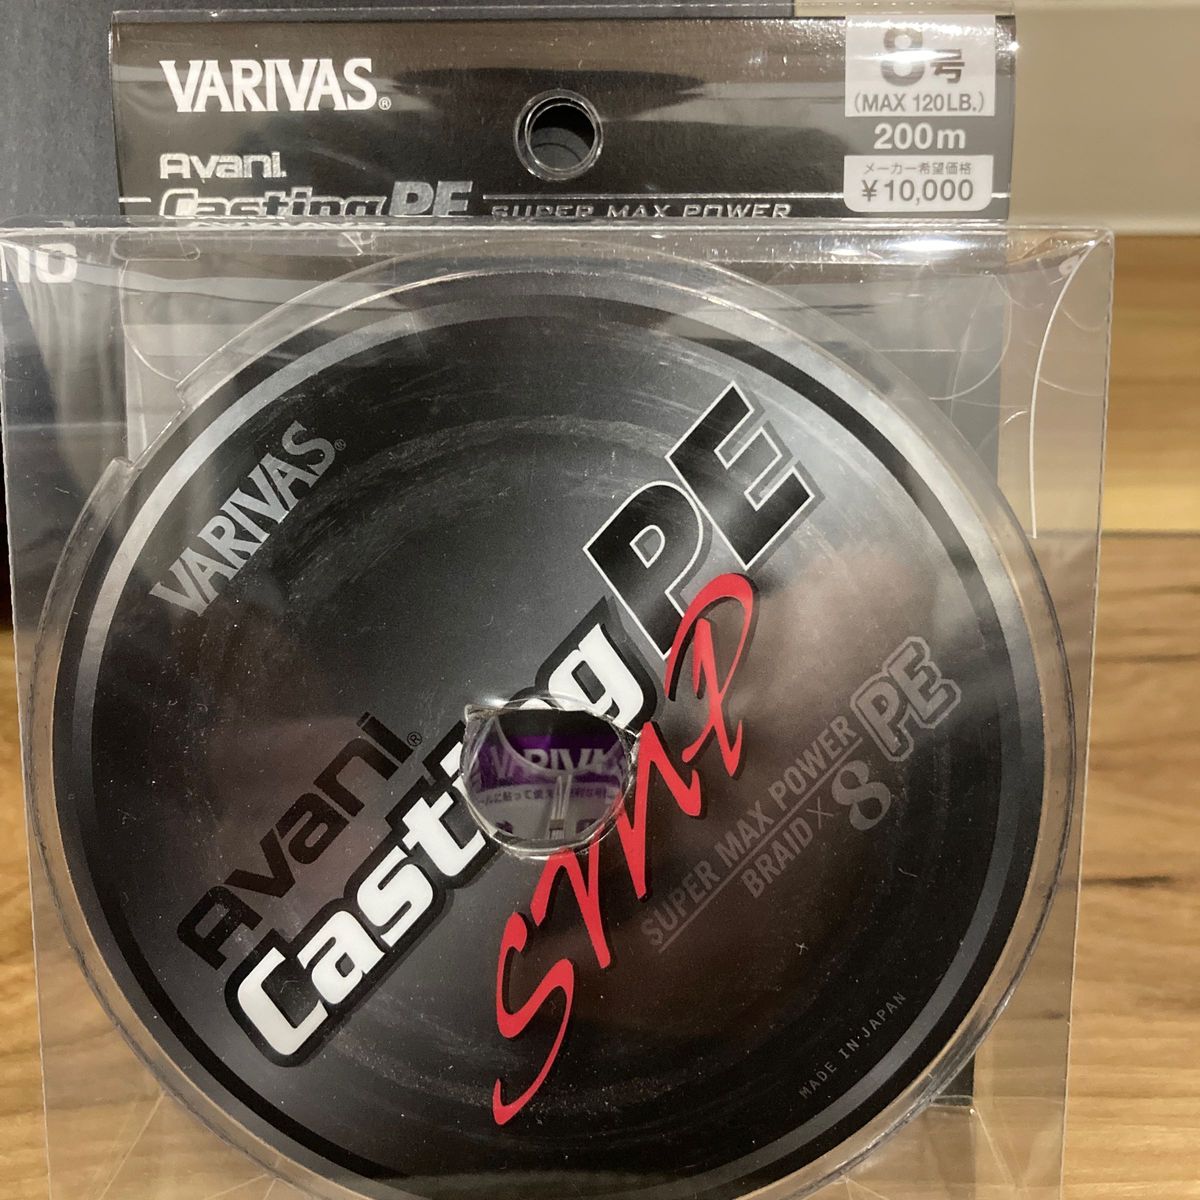 VARIVAS®
8号
(MAX 120LB.)
200m
メーカー希望価格
¥10,000
Avani.
Casting PE SUPER MAX POWER
VARIVAS®
Avani®
Casting PE
SMP
SUPER MAX POWER
BRAID×8 PE
VARIVAS
MADE IN JAPAN